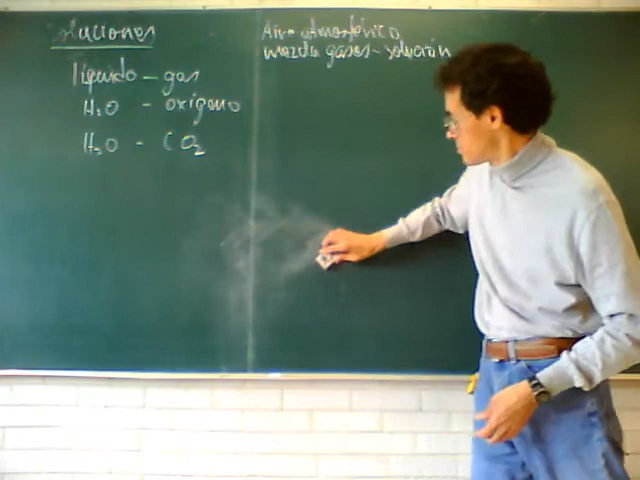 soluciones
líquido - gas
H2O - oxígeno
H2O - CO2
Aire atmosférico
mezcla gases - solución